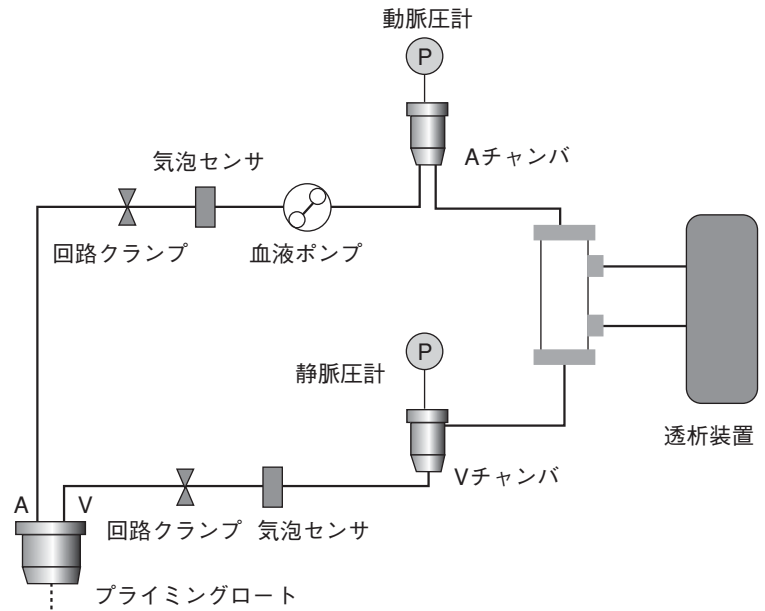 動脈圧計
P
Aチャンバ
気泡センサ
回路クランプ
血液ポンプ
P
静脈圧計
透析装置
Vチャンバ
A
V
回路クランプ
気泡センサ
プライミングロート